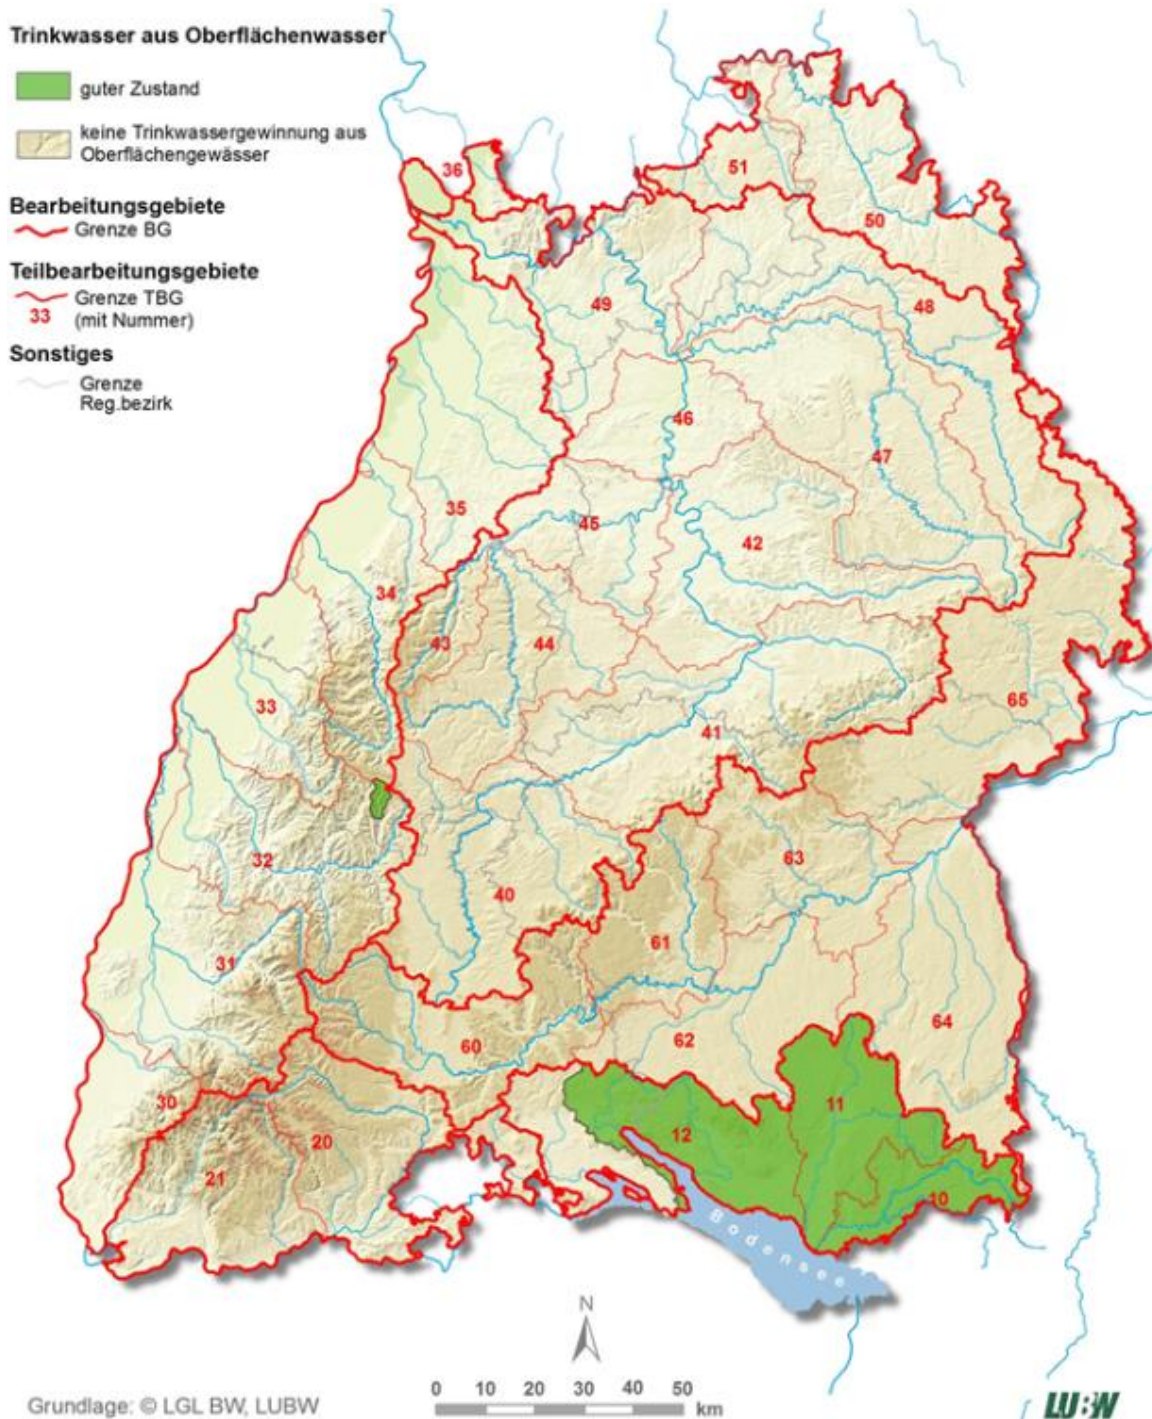 Trinkwasser aus Oberflächenwasser
guter Zustand
keine Trinkwassergewinnung aus
Oberflächengewässer
Bearbeitungsgebiete
Grenze BG
Teilbearbeitungsgebiete
Grenze TBG
33 (mit Nummer)
Sonstiges
Grenze
Reg.bezirk
36
51
50
49
48
46
47
35
45
42
34
43
44
33
65
41
32
63
40
61
31
64
62
60
30
11
20
12
21
10
Bodensee
N
0 10 20 30 40 50
km
Grundlage: © LGL BW, LUBW
LUBW